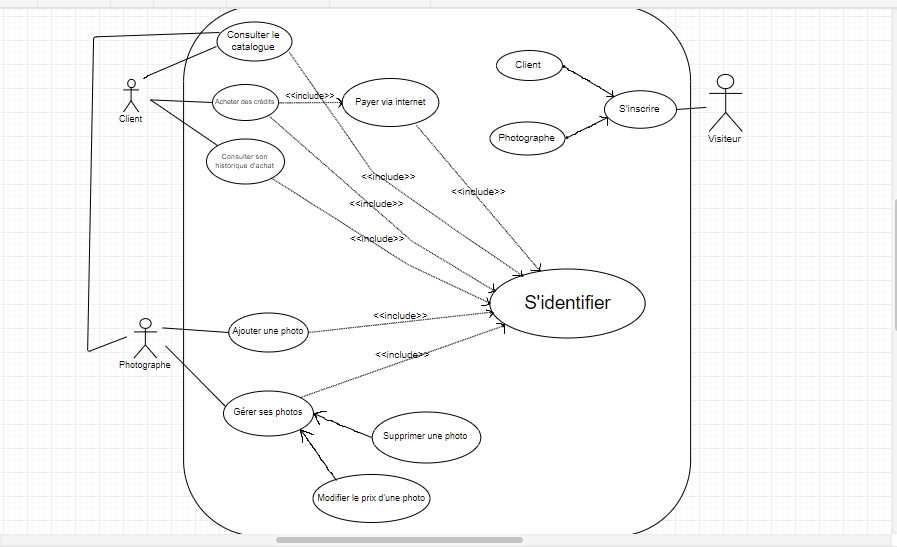 Consulter le
catalogue
Client
Acheter des crédits
<<include>>
Payer via internet
Client
S'inscrire
Photographe
Visiteur
Consulter son
historique d'achat
<<include>>
<<include>>
<<include>>
<<include>>
S'identifier
Photographe
Ajouter une photo
<<include>>
<<include>>
Gérer ses photos
Supprimer une photo
Modifier le prix d'une photo